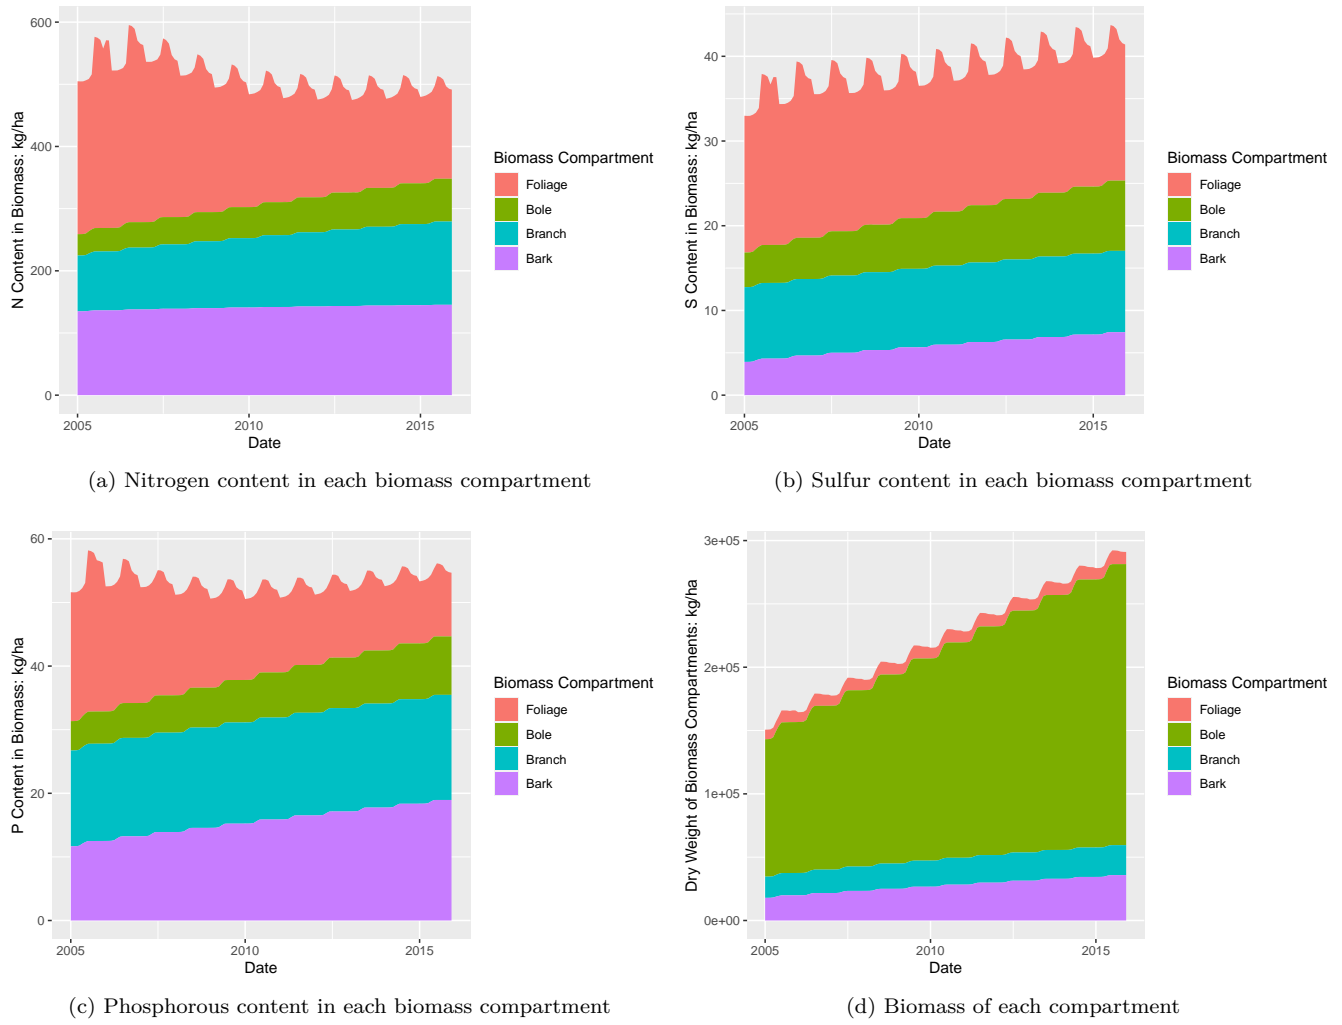 N Content in Biomass: kg/ha
600
400
200
0
2005
2010
2015
Date
Biomass Compartment
Foliage
Bole
Branch
Bark
(a) Nitrogen content in each biomass compartment
S Content in Biomass: kg/ha
40
30
20
10
0
2005
2010
2015
Date
Biomass Compartment
Foliage
Bole
Branch
Bark
(b) Sulfur content in each biomass compartment
P Content in Biomass: kg/ha
60
40
20
0
2005
2010
2015
Date
Biomass Compartment
Foliage
Bole
Branch
Bark
(c) Phosphorous content in each biomass compartment
Dry Weight of Biomass Compartments: kg/ha
3e+05
2e+05
1e+05
0e+00
2005
2010
2015
Date
Biomass Compartment
Foliage
Bole
Branch
Bark
(d) Biomass of each compartment